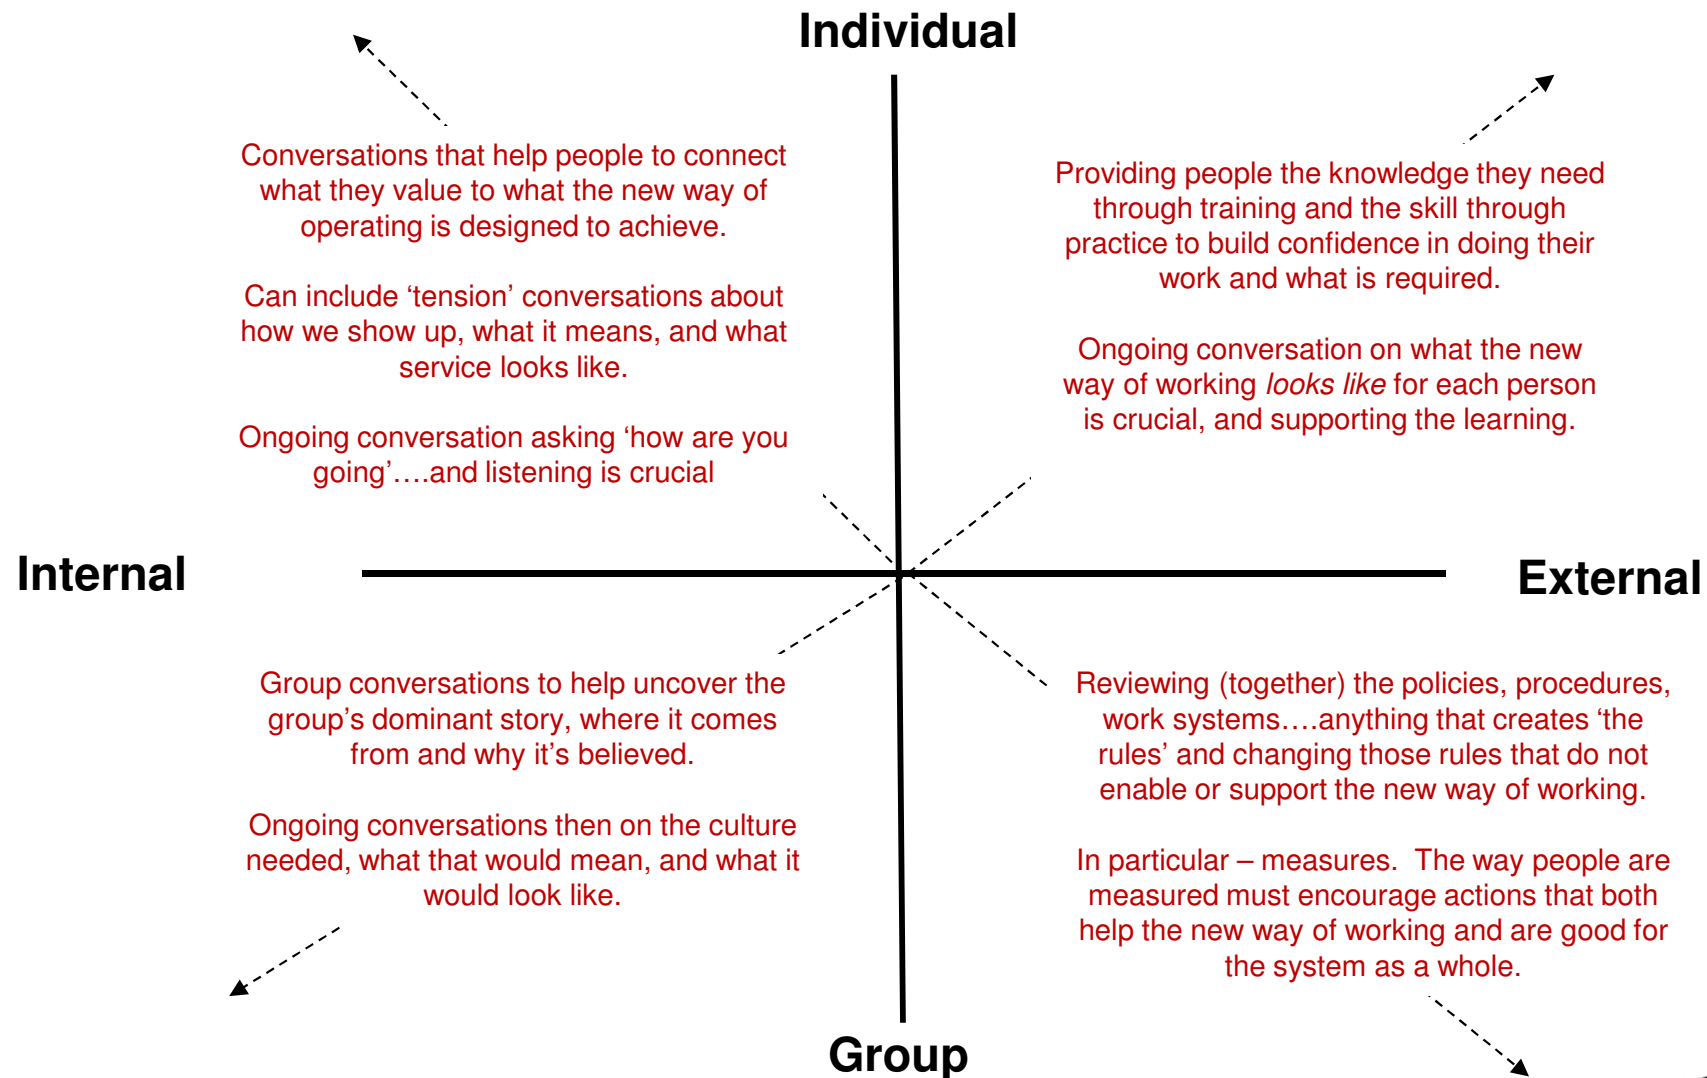 Individual
Conversations that help people to connect
what they value to what the new way of
operating is designed to achieve.
Can include ‘tension’ conversations about
how we show up, what it means, and what
service looks like.
Ongoing conversation asking ‘how are you
going’….and listening is crucial
Providing people the knowledge they need
through training and the skill through
practice to build confidence in doing their
work and what is required.
Ongoing conversation on what the new
way of working looks like for each person
is crucial, and supporting the learning.
Internal
External
Group conversations to help uncover the
group’s dominant story, where it comes
from and why it’s believed.
Ongoing conversations then on the culture
needed, what that would mean, and what it
would look like.
Reviewing (together) the policies, procedures,
work systems….anything that creates ‘the
rules’ and changing those rules that do not
enable or support the new way of working.
In particular – measures.  The way people are
measured must encourage actions that both
help the new way of working and are good for
the system as a whole.
Group